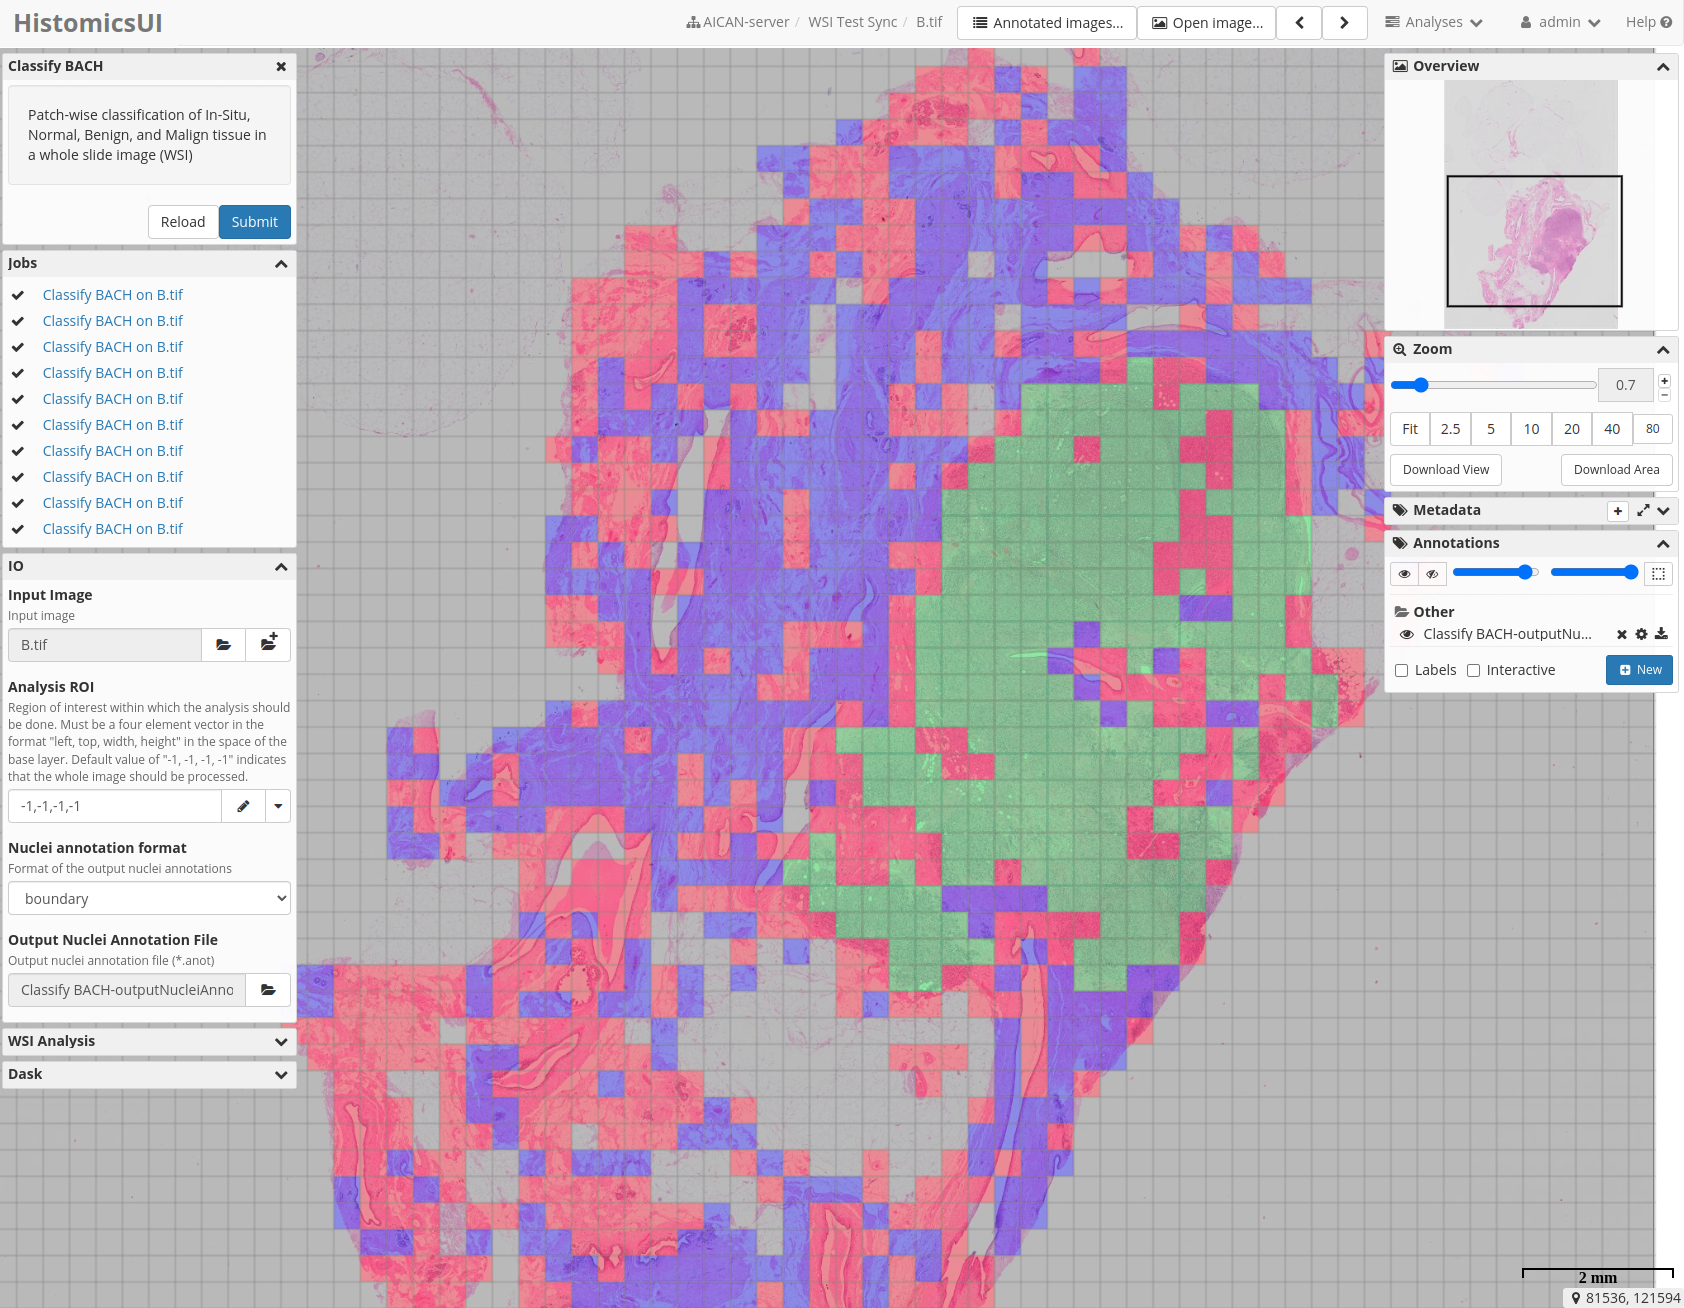 HistomicsUI
AICAN-server / WSI Test Sync / B.tif
Annotated images...
Open image...
Analyses
admin
Help
Classify BACH
Patch-wise classification of In-Situ,
Normal, Benign, and Malign tissue in
a whole slide image (WSI)
Reload
Submit
Jobs
Classify BACH on B.tif
Classify BACH on B.tif
Classify BACH on B.tif
Classify BACH on B.tif
Classify BACH on B.tif
Classify BACH on B.tif
Classify BACH on B.tif
Classify BACH on B.tif
Classify BACH on B.tif
Classify BACH on B.tif
IO
Input Image
Input image
B.tif
Analysis ROI
Region of interest within which the analysis should
be done. Must be a four element vector in the
format "left, top, width, height" in the space of the
base layer. Default value of "-1, -1, -1, -1" indicates
that the whole image should be processed.
-1,-1,-1,-1
Nuclei annotation format
Format of the output nuclei annotations
boundary
Output Nuclei Annotation File
Output nuclei annotation file (*.anot)
Classify BACH-outputNucleiAnno
WSI Analysis
Dask
Overview
Zoom
0.7
Fit 2.5 5 10 20 40 80
Download View
Download Area
Metadata
Annotations
Other
Classify BACH-outputNu...
Labels
Interactive
New
2 mm
81536, 121594